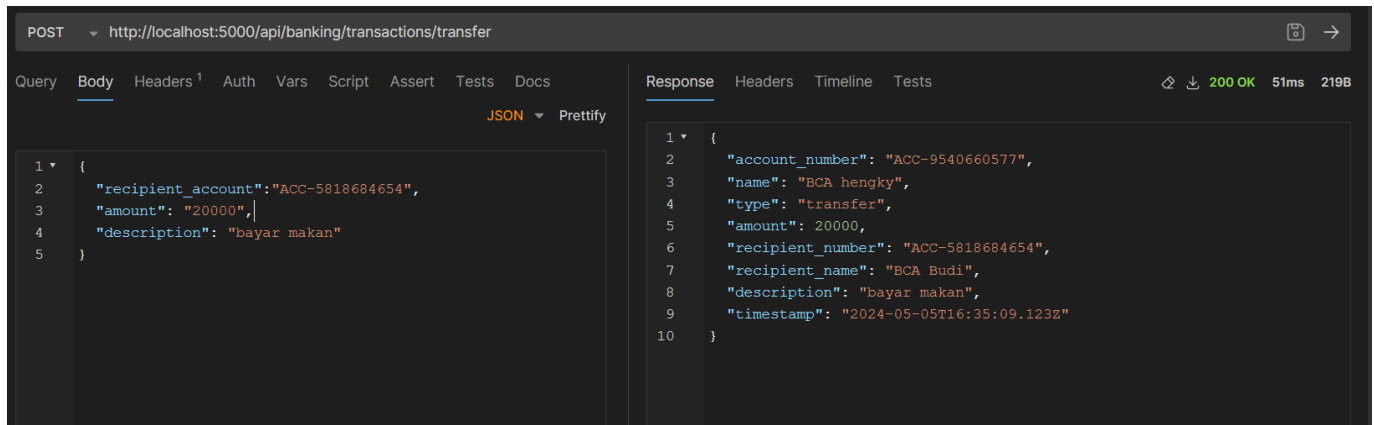 POST http://localhost:5000/api/banking/transactions/transfer
Query Body Headers 1 Auth Vars Script Assert Tests Docs
JSON Prettify
1 {
2 "recipient_account":"ACC-5818684654",
3 "amount": "20000",
4 "description": "bayar makan"
5 }
Response Headers Timeline Tests 200 OK 51ms 219B
1 {
2 "account_number": "ACC-9540660577",
3 "name": "BCA hengky",
4 "type": "transfer",
5 "amount": 20000,
6 "recipient_number": "ACC-5818684654",
7 "recipient_name": "BCA Budi",
8 "description": "bayar makan",
9 "timestamp": "2024-05-05T16:35:09.123Z"
10 }